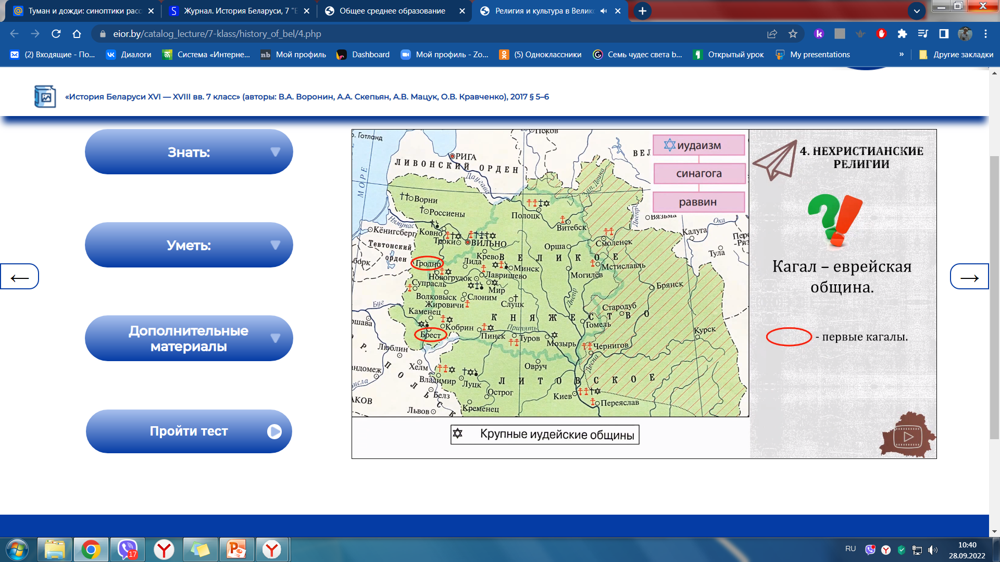 Туман и дожди: синоптики расс
Журнал. История Беларуси, 7 "Е
Общее среднее образование
Религия и культура в Велико
eior.by/catalog_lecture/7-klass/history_of_bel/4.php
(2) Входящие - По...
Диалоги
Система «Интерне...
Мой профиль
Dashboard
Мой профиль - Zo...
(5) Одноклассники
Семь чудес света в...
Открытый урок
My presentations
»
Другие закладки
«История Беларуси XVI — XVIII вв. 7 класс» (авторы: В.А. Воронин, А.А. Скепьян, А.В. Мацук, О.В. Кравченко), 2017 § 5–6
Знать:
Уметь:
Дополнительные
материалы
Пройти тест
←
→
о. Готланд
Псков
РИГА
ЛИВОНСКИЙ ОРДЕН
ВЕЛ
МОРЕ
Даугава
Зап. Двина
иудаизм
синагога
раввин
Ворни
Россиены
Полоцк
Витебск
Днепр
Вязьма
Ока
Калуга
Нямунас
Кёнигсберг
Ковно
Троки
ВИЛЬНО
Орша
Смоленск
Тевтонский
орден
Тула
Крево
ВЕЛИКОЕ
Гродно
Лида
Минск
Мстиславль
Новогрудок
Лавришево
Могилёв
Супрасль
Мир
Брянск
Волковыск
Слоним
Слуцк
Днепр
Жировичи
Буг
Каменец
Стародуб
КНЯЖЕСТВО
Кобрин
Припять
Гомель
Брест
Пинск
Туров
Мозырь
Курск
Чернигов
Люблин
Десна
Хелм
Овруч
Владимир
Луцк
ЛИТОВСКОЕ
Белз
Острог
Киев
Переяслав
Львов
Кременец
Крупные иудейские общины
4. НЕХРИСТИАНСКИЕ
РЕЛИГИИ
Кагал – еврейская
община.
- первые кагалы.
17
RU
10:40
28.09.2022